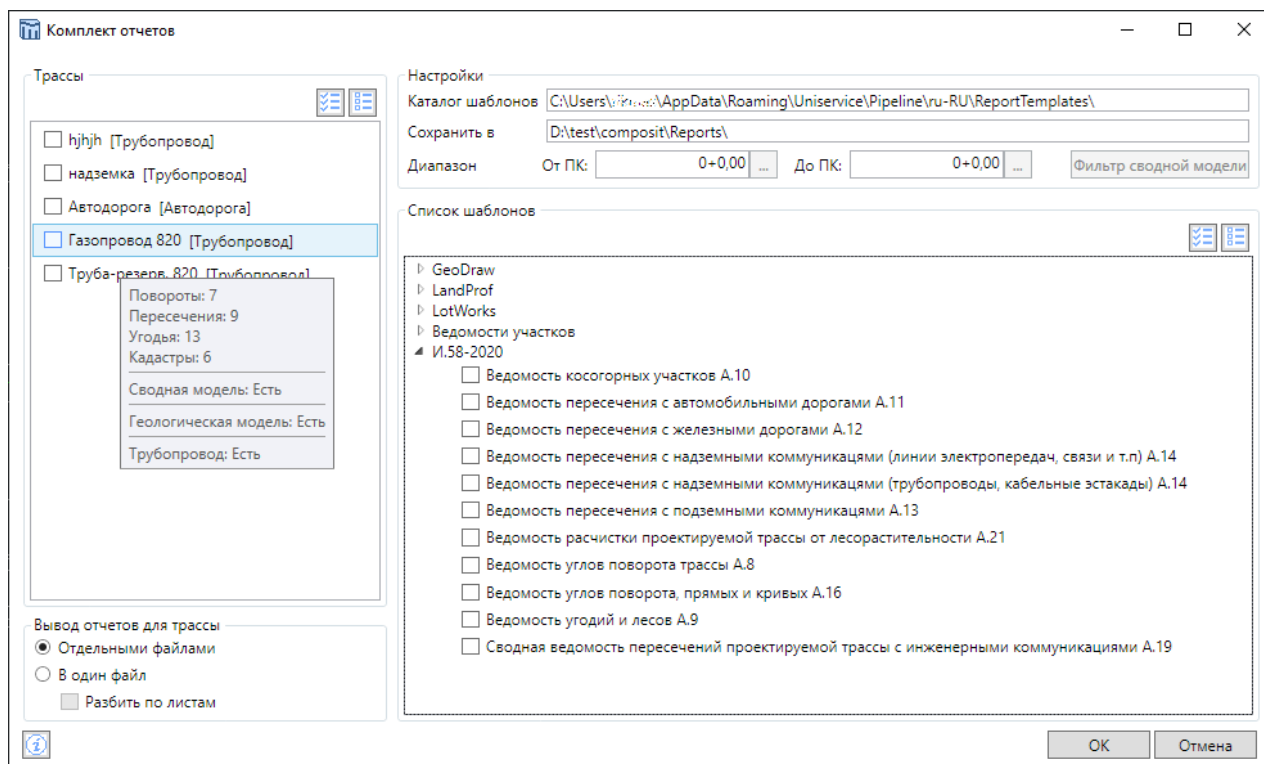 Комплект отчетов
Трассы
hjhjh [Трубопровод]
надземка [Трубопровод]
Автодорога [Автодорога]
Газопровод 820 [Трубопровод]
Труба-резерв. 820 [Трубопровод]
Повороты: 7
Пересечения: 9
Угодья: 13
Кадастры: 6
Сводная модель: Есть
Геологическая модель: Есть
Трубопровод: Есть
Вывод отчетов для трассы
Отдельными файлами
В один файл
Разбить по листам
Настройки
Каталог шаблонов C:\Users\ \AppData\Roaming\Uniservice\Pipeline\ru-RU\ReportTemplates\
Сохранить в D:\test\composit\Reports\
Диапазон От ПК: 0+0,00 ... До ПК: 0+0,00 ... Фильтр сводной модели
Список шаблонов
GeoDraw
LandProf
LotWorks
Ведомости участков
И.58-2020
Ведомость косогорных участков А.10
Ведомость пересечения с автомобильными дорогами А.11
Ведомость пересечения с железными дорогами А.12
Ведомость пересечения с надземными коммуникацями (линии электропередач, связи и т.п) А.14
Ведомость пересечения с надземными коммуникацями (трубопроводы, кабельные эстакады) А.14
Ведомость пересечения с подземными коммуникацями А.13
Ведомость расчистки проектируемой трассы от лесорастительности А.21
Ведомость углов поворота трассы А.8
Ведомость углов поворота, прямых и кривых А.16
Ведомость угодий и лесов А.9
Сводная ведомость пересечений проектируемой трассы с инженерными коммуникациями А.19
ОК Отмена